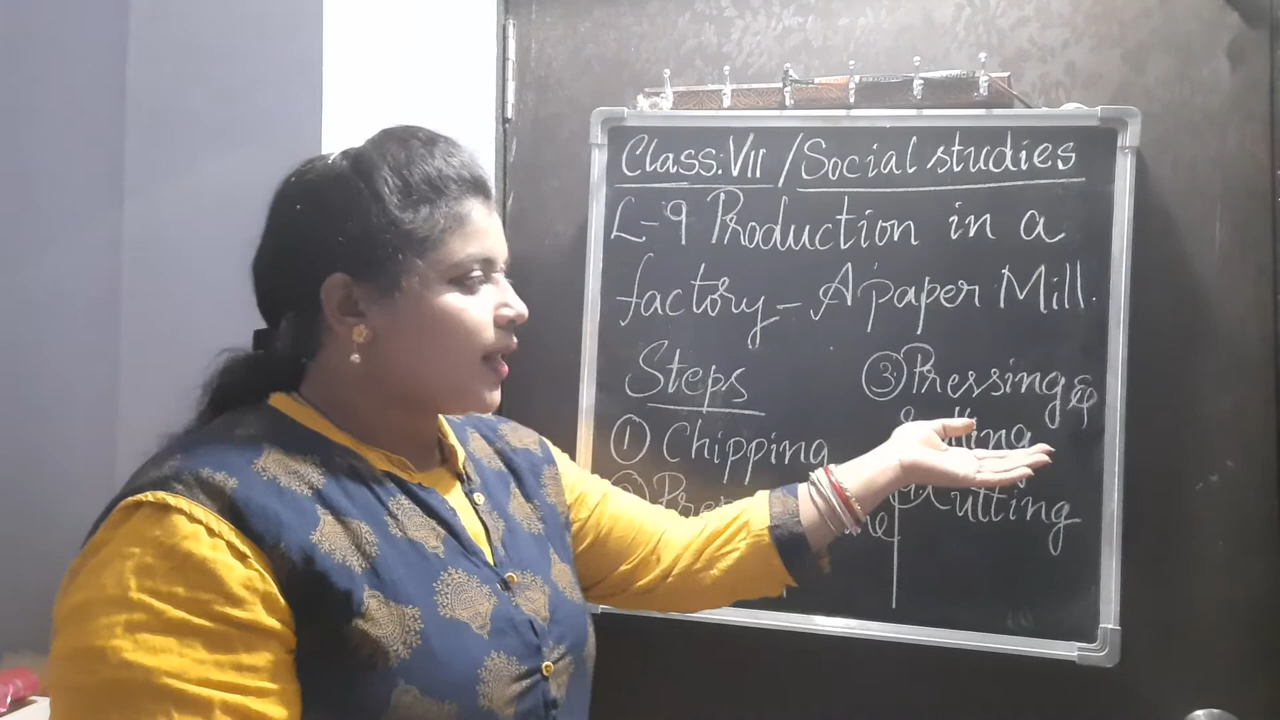 Class: VII / Social studies
L-9 Production in a
factory - A paper Mill.
Steps
① Chipping
③ Pressing &
Cutting